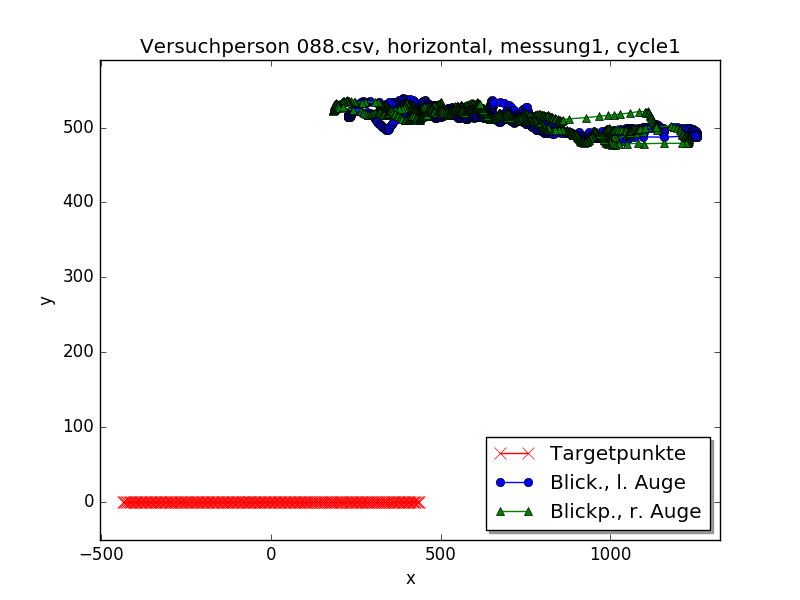 Versuchperson 088.csv, horizontal, messung1, cycle1
500
400
300
200
100
0
y
−500
0
500
1000
x
Targetpunkte
Blick., l. Auge
Blickp., r. Auge